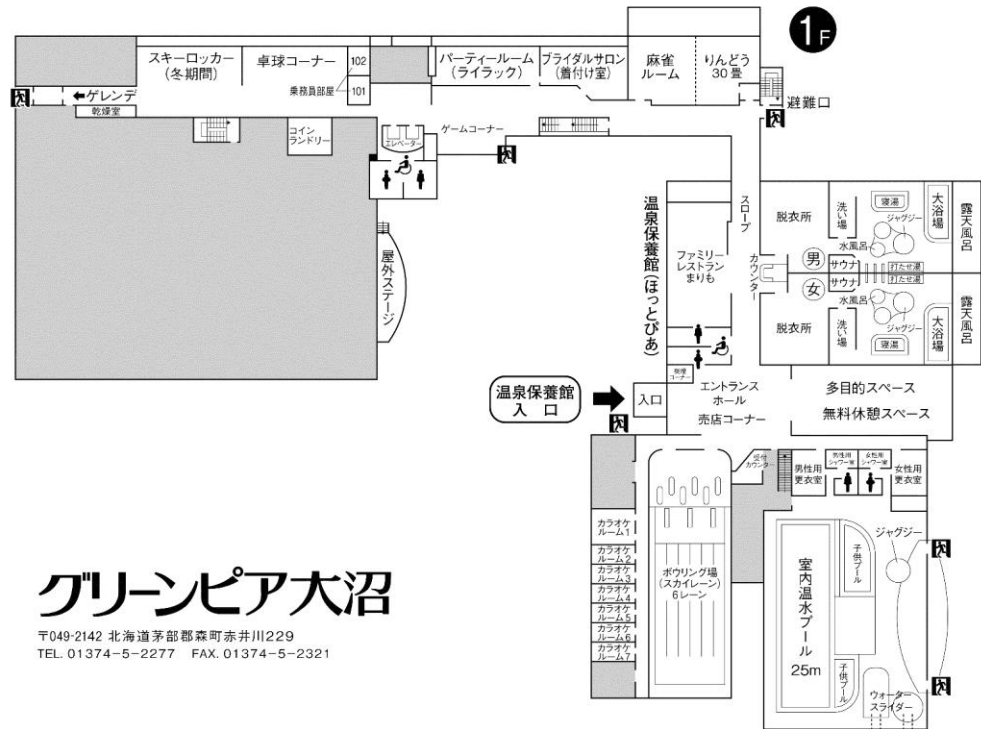 1F
スキーロッカー
(冬期間)
卓球コーナー
102
101
乗務員部屋
パーティールーム
(ライラック)
ブライダルサロン
(着付け室)
麻雀
ルーム
りんどう
30畳
ゲレンデ
乾燥室
避難口
コイン
ランドリー
エレベーター
ゲームコーナー
屋外ステージ
温泉保養館(ほっとぴあ)
スロープ
ファミリー
レストラン
まりも
カウンター
脱衣所
洗い場
寝湯
ジャグジー
水風呂
大浴場
露天風呂
男
サウナ
打たせ湯
女
サウナ
打たせ湯
水風呂
ジャグジー
脱衣所
洗い場
寝湯
大浴場
露天風呂
喫煙
コーナー
温泉保養館
入 口
入口
エントランス
ホール
売店コーナー
多目的スペース
無料休憩スペース
受付
カウンター
男性用
更衣室
男性用
シャワー室
女性用
シャワー室
女性用
更衣室
カラオケ
ルーム1
カラオケ
ルーム2
カラオケ
ルーム3
カラオケ
ルーム4
カラオケ
ルーム5
カラオケ
ルーム6
カラオケ
ルーム7
ボウリング場
(スカイレーン)
6レーン
室内温水プール
25m
子供プール
子供プール
ジャグジー
ウォーター
スライダー
グリーンピア大沼
〒049-2142 北海道茅部郡森町赤井川229
TEL. 01374-5-2277 FAX. 01374-5-2321